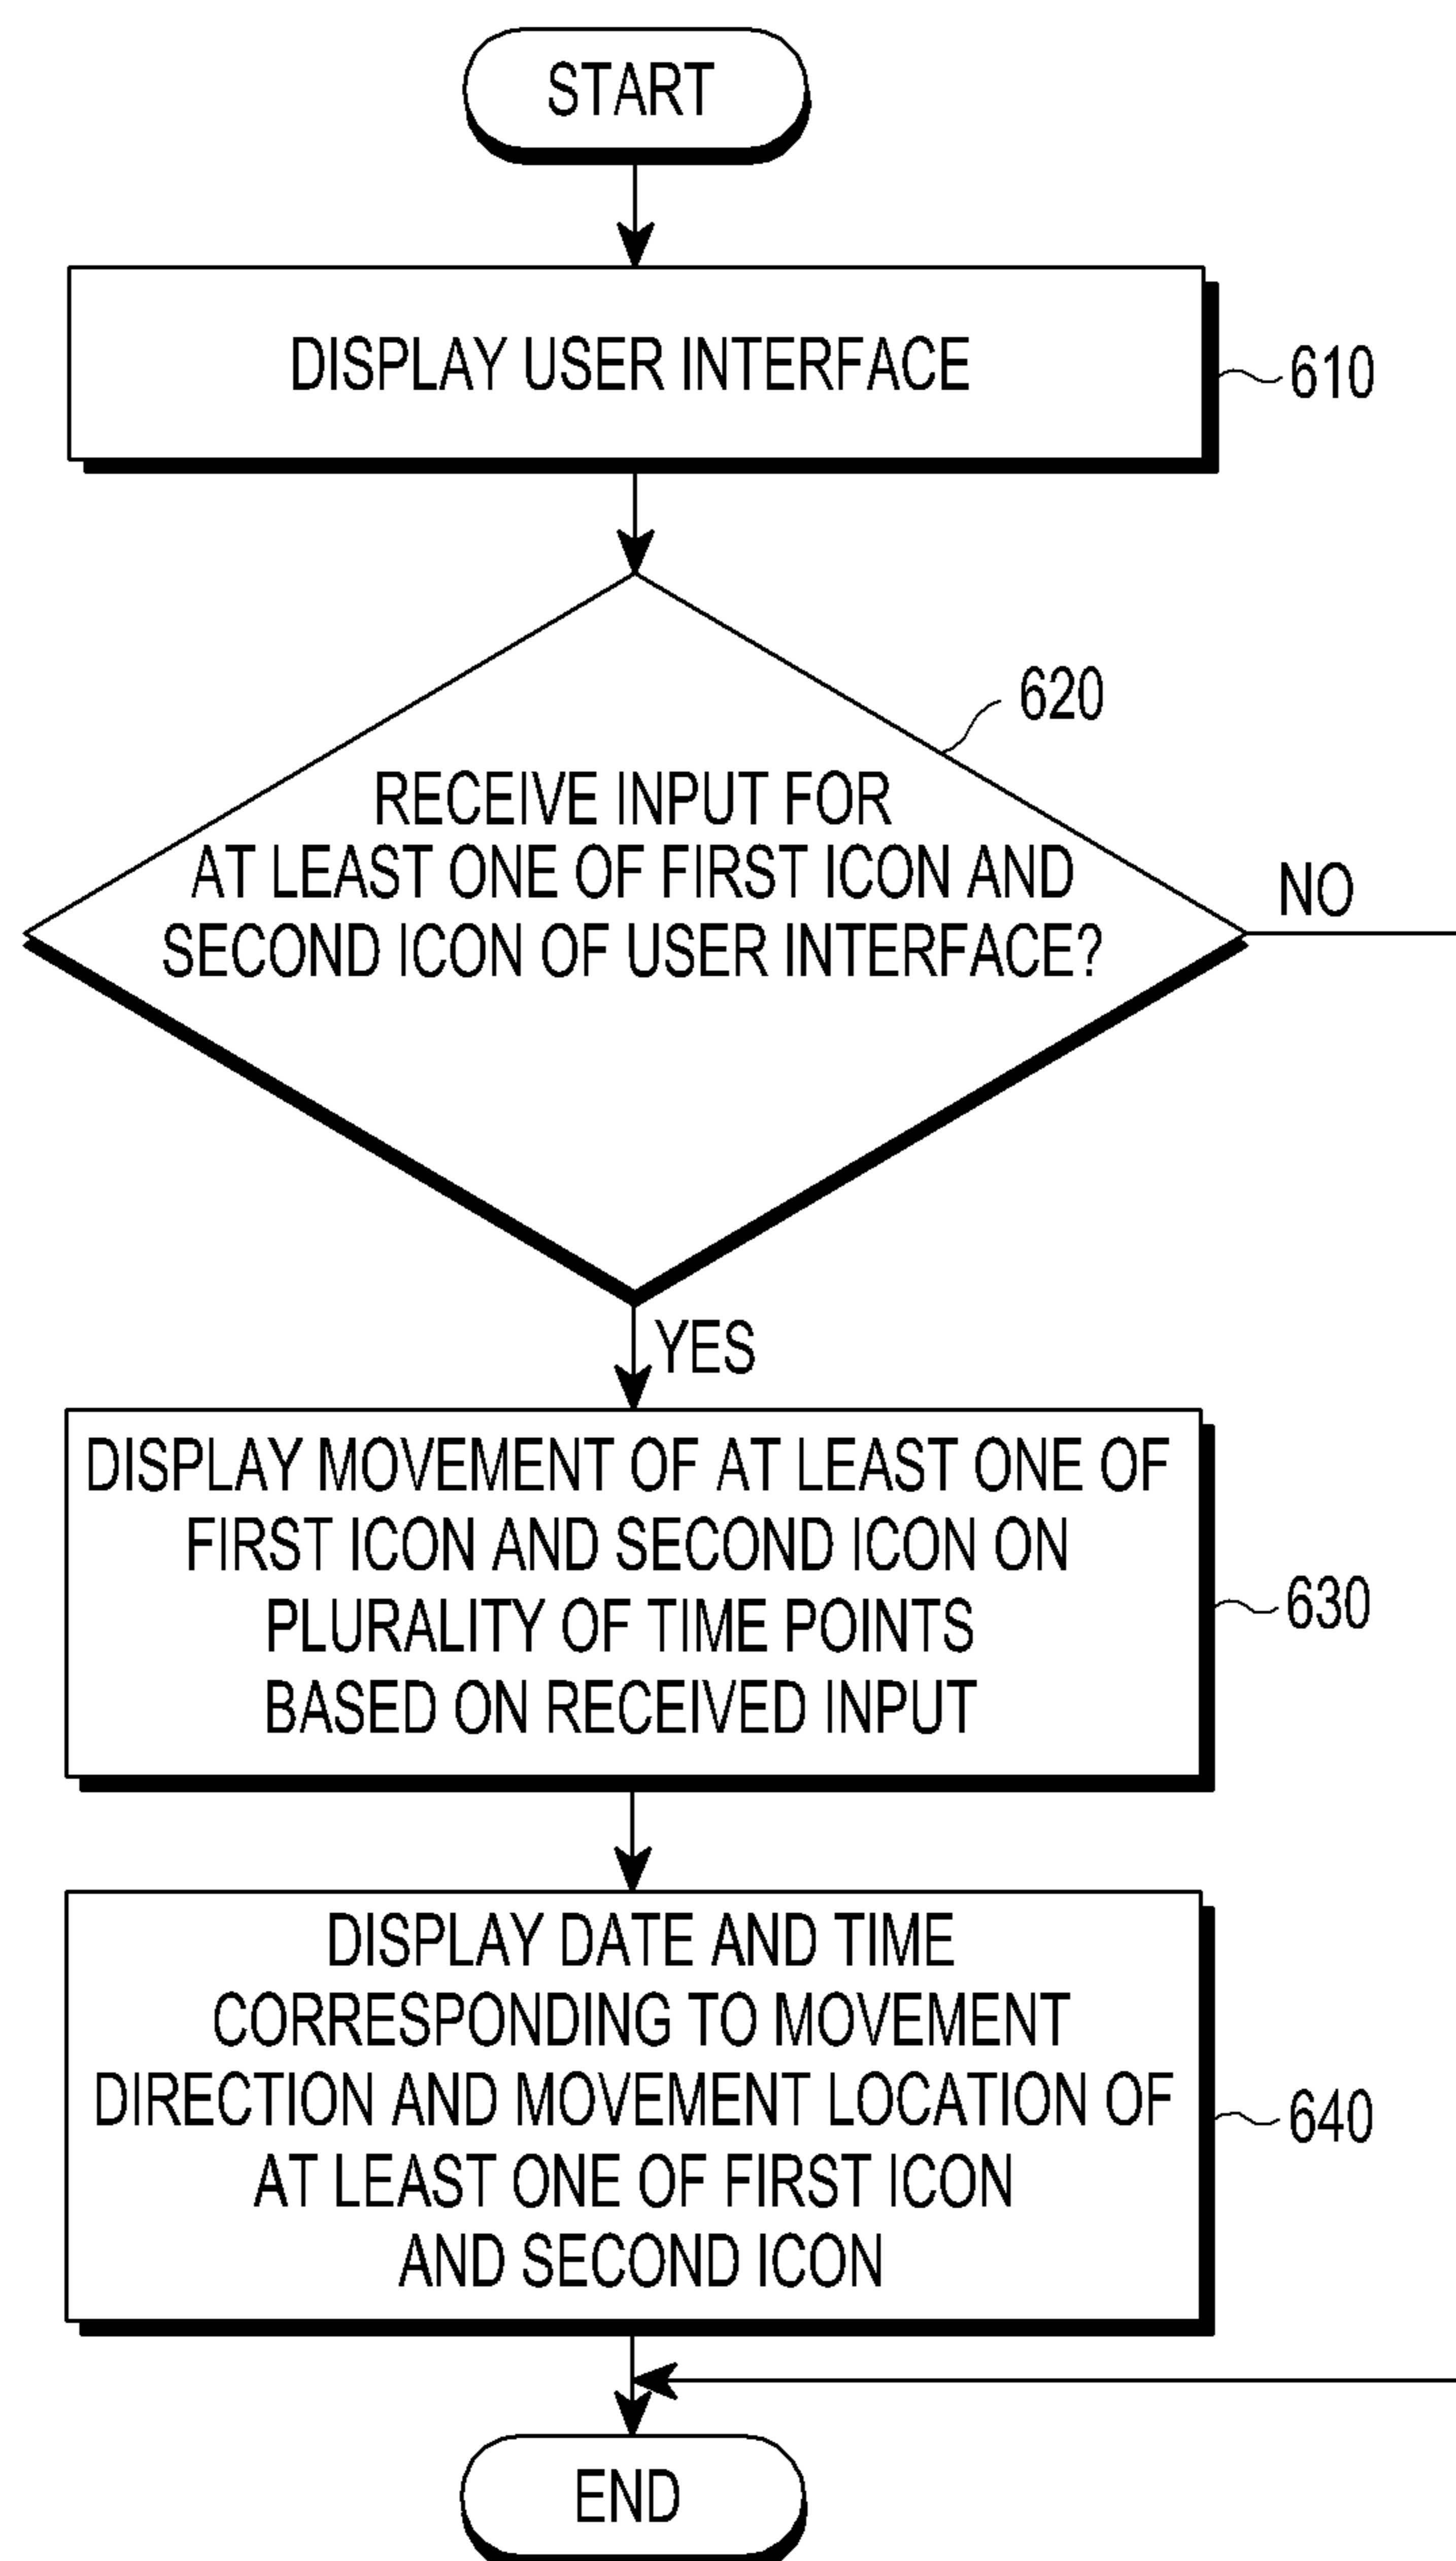 START
DISPLAY USER INTERFACE
610
620
RECEIVE INPUT FOR
AT LEAST ONE OF FIRST ICON AND
SECOND ICON OF USER INTERFACE?
NO
YES
DISPLAY MOVEMENT OF AT LEAST ONE OF
FIRST ICON AND SECOND ICON ON
PLURALITY OF TIME POINTS
BASED ON RECEIVED INPUT
630
DISPLAY DATE AND TIME
CORRESPONDING TO MOVEMENT
DIRECTION AND MOVEMENT LOCATION OF
AT LEAST ONE OF FIRST ICON
AND SECOND ICON
640
END